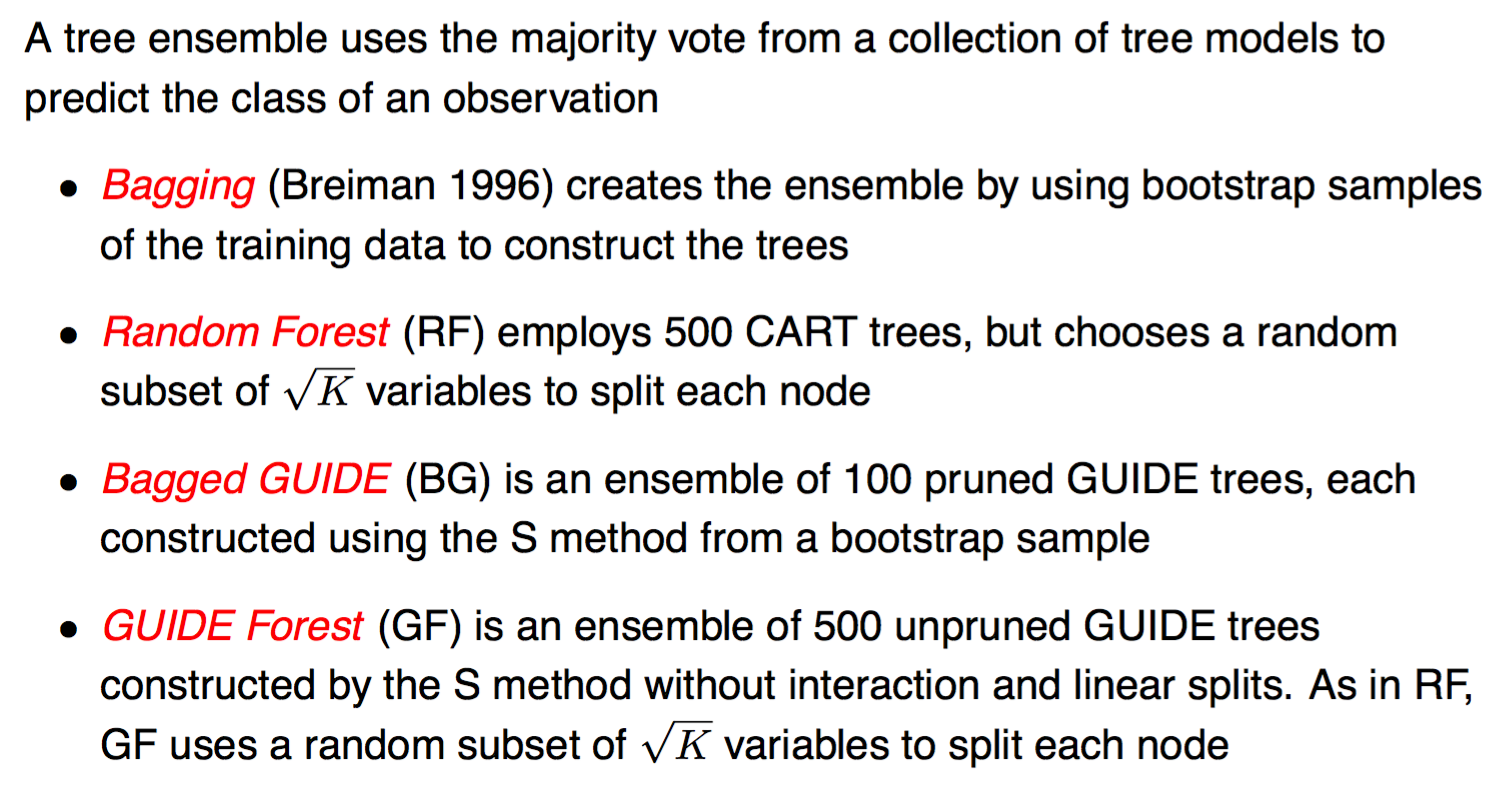 A tree ensemble uses the majority vote from a collection of tree models to
predict the class of an observation
• Bagging (Breiman 1996) creates the ensemble by using bootstrap samples
of the training data to construct the trees
• Random Forest (RF) employs 500 CART trees, but chooses a random
subset of √K variables to split each node
• Bagged GUIDE (BG) is an ensemble of 100 pruned GUIDE trees, each
constructed using the S method from a bootstrap sample
• GUIDE Forest (GF) is an ensemble of 500 unpruned GUIDE trees
constructed by the S method without interaction and linear splits. As in RF,
GF uses a random subset of √K variables to split each node